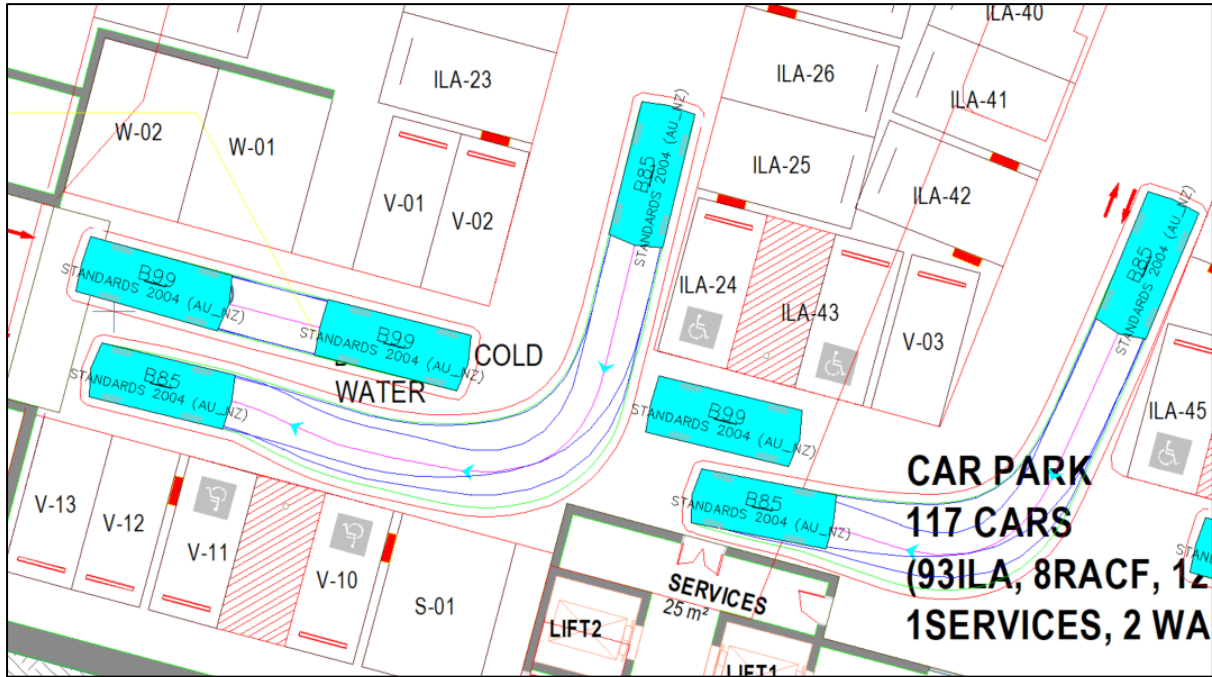 ILA-40
ILA-23
ILA-26
ILA-41
W-02
W-01
V-01
V-02
ILA-25
ILA-42
B85
STANDARDS 2004 (AU_NZ)
B85
STANDARDS 2004 (AU_NZ)
B99
STANDARDS 2004 (AU_NZ)
B99
STANDARDS 2004 (AU_NZ)
ILA-24
ILA-43
V-03
COLD
WATER
B85
STANDARDS 2004 (AU_NZ)
B99
STANDARDS 2004 (AU_NZ)
ILA-45
B85
STANDARDS 2004 (AU_NZ)
CAR PARK
117 CARS
(93ILA, 8RACF, 12
1SERVICES, 2 WA
V-13
V-12
V-11
V-10
S-01
SERVICES
25 m²
LIFT2
LIFT1
STAN